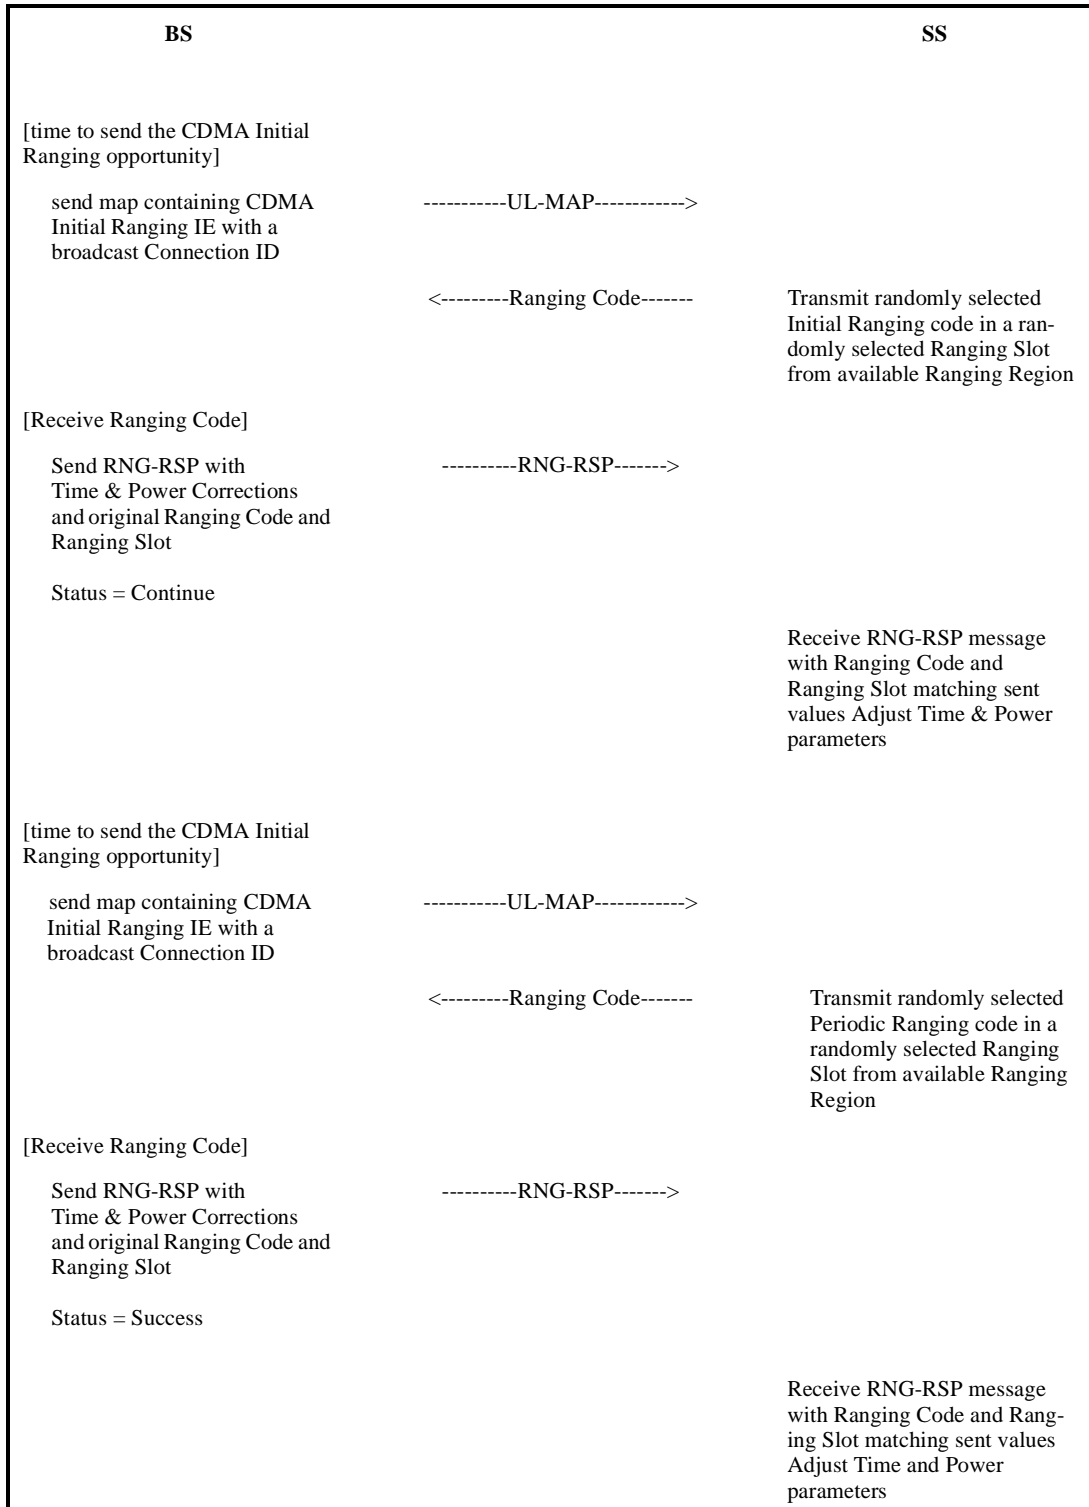 BS SS
[time to send the CDMA Initial
Ranging opportunity]
send map containing CDMA
Initial Ranging IE with a
broadcast Connection ID
-----------UL-MAP------------>
<---------Ranging Code-------
Transmit randomly selected
Initial Ranging code in a ran-
domly selected Ranging Slot
from available Ranging Region
[Receive Ranging Code]
Send RNG-RSP with
Time & Power Corrections
and original Ranging Code and
Ranging Slot
Status = Continue
----------RNG-RSP------->
Receive RNG-RSP message
with Ranging Code and
Ranging Slot matching sent
values Adjust Time & Power
parameters
[time to send the CDMA Initial
Ranging opportunity]
send map containing CDMA
Initial Ranging IE with a
broadcast Connection ID
-----------UL-MAP------------>
<---------Ranging Code-------
Transmit randomly selected
Periodic Ranging code in a
randomly selected Ranging
Slot from available Ranging
Region
[Receive Ranging Code]
Send RNG-RSP with
Time & Power Corrections
and original Ranging Code and
Ranging Slot
Status = Success
----------RNG-RSP------->
Receive RNG-RSP message
with Ranging Code and Rang-
ing Slot matching sent values
Adjust Time and Power
parameters